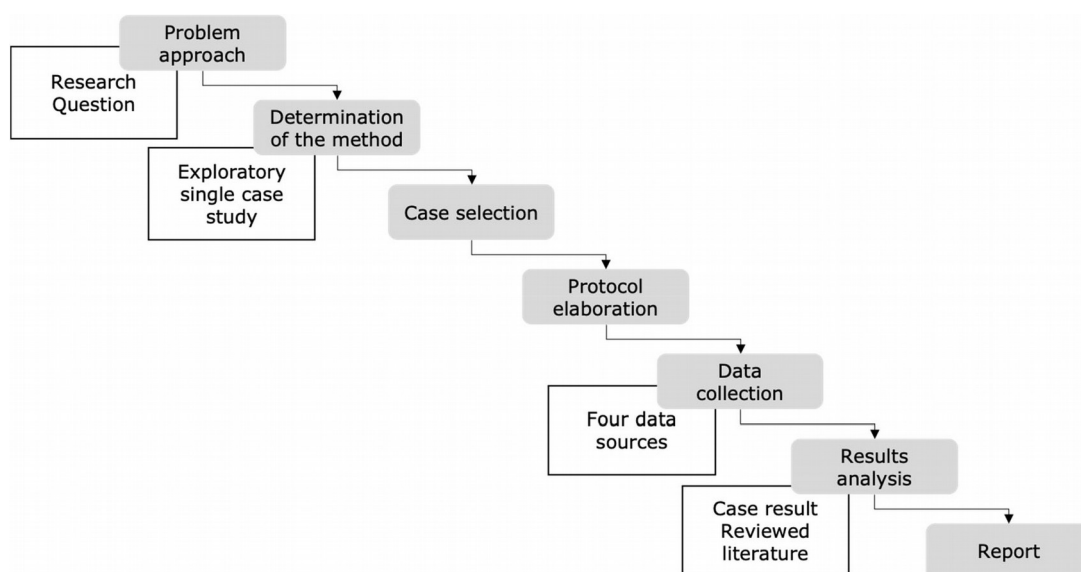 Problem
approach
Research
Question
Determination
of the method
Exploratory
single case
study
Case selection
Protocol
elaboration
Data
collection
Four data
sources
Results
analysis
Case result
Reviewed
literature
Report